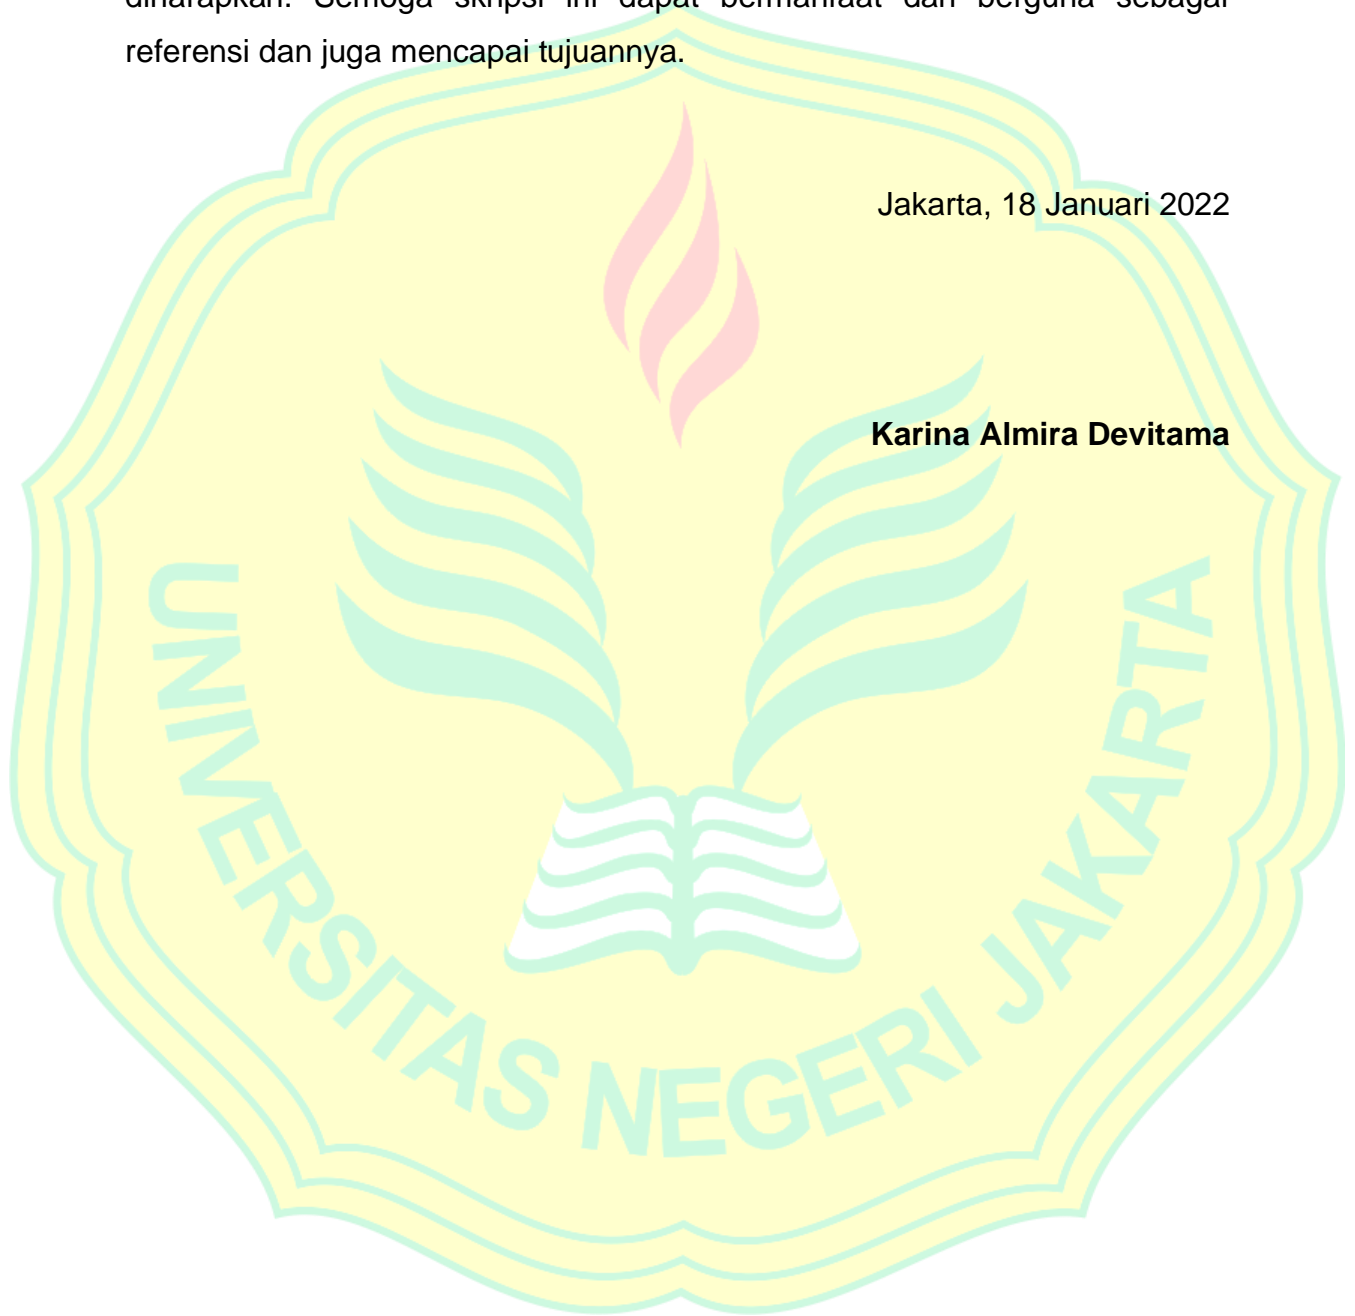 diharapkan. Semoga skripsi ini dapat bermanfaat dan berguna sebagai
referensi dan juga mencapai tujuannya.
Jakarta, 18 Januari 2022
Karina Almira Devitama
UNIVERSITAS NEGERI JAKARTA